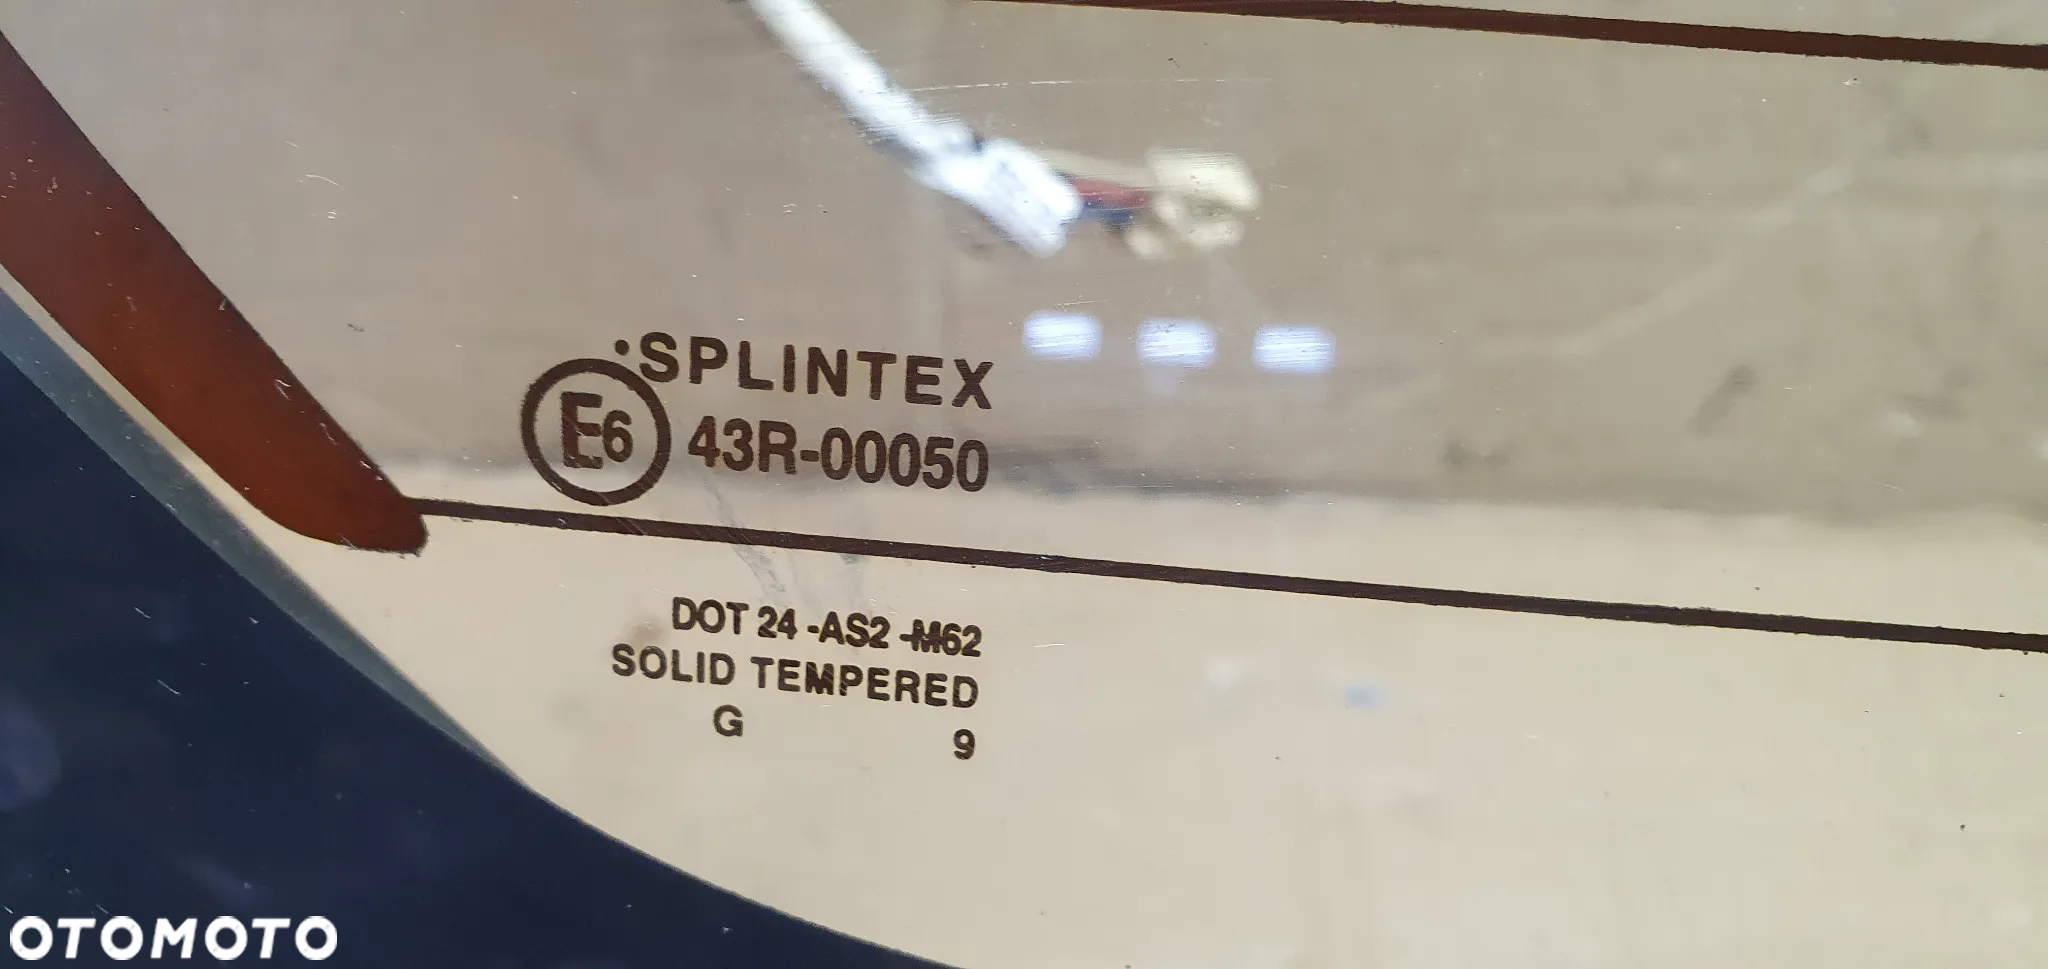 .SPLINTEX
E6 43R-00050
DOT 24 -AS2 -M62
SOLID TEMPERED
G 9
OTOMOTO